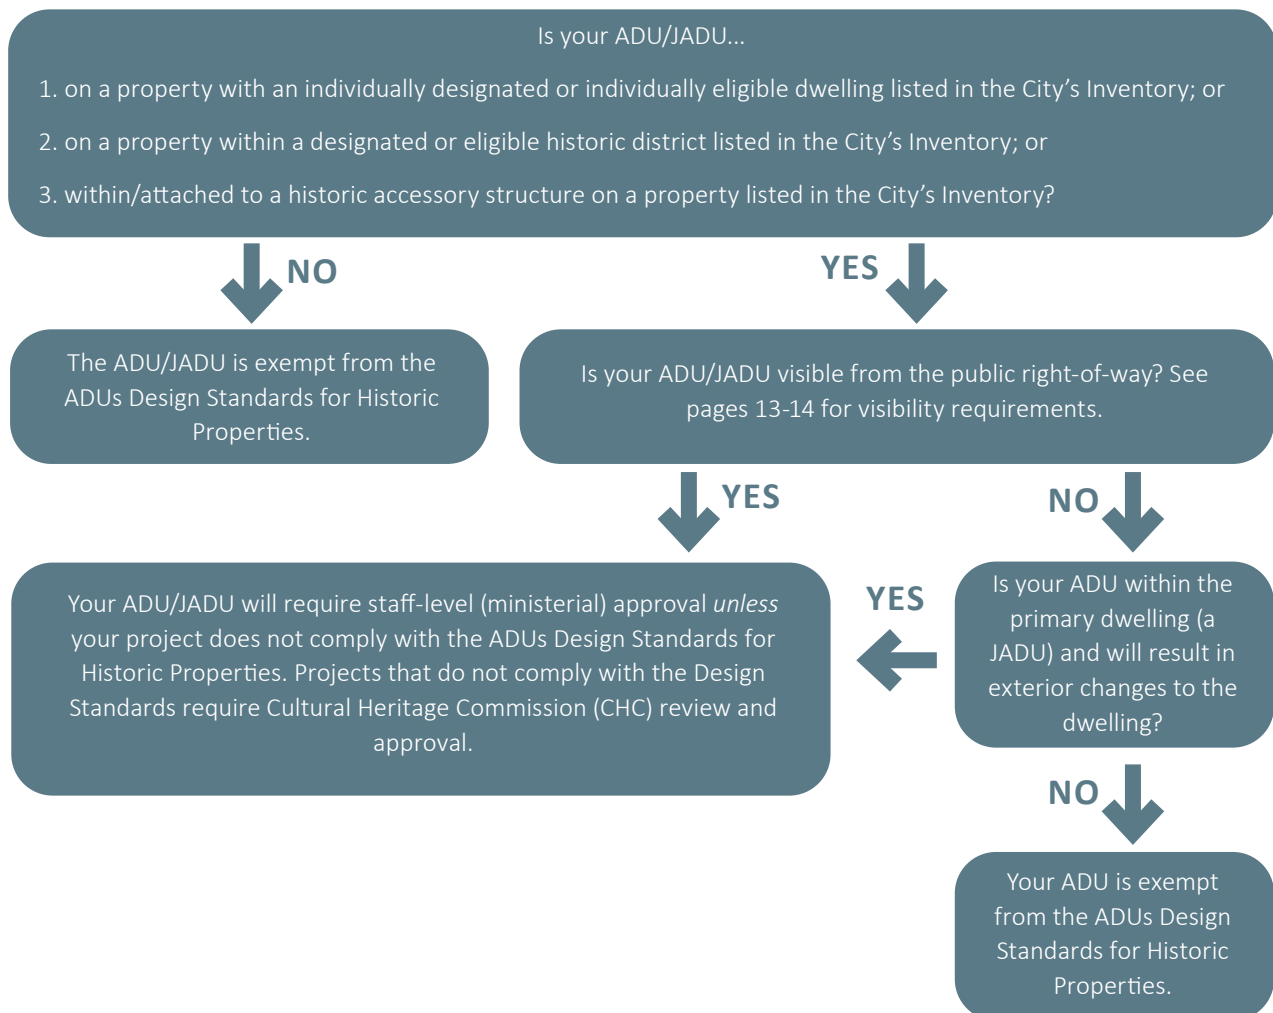 Is your ADU/JADU...
1. on a property with an individually designated or individually eligible dwelling listed in the City’s Inventory; or
2. on a property within a designated or eligible historic district listed in the City’s Inventory; or
3. within/attached to a historic accessory structure on a property listed in the City’s Inventory?
NO
YES
The ADU/JADU is exempt from the
ADUs Design Standards for Historic
Properties.
Is your ADU/JADU visible from the public right-of-way? See
pages 13-14 for visibility requirements.
YES
NO
Your ADU/JADU will require staff-level (ministerial) approval unless
your project does not comply with the ADUs Design Standards for
Historic Properties. Projects that do not comply with the Design
Standards require Cultural Heritage Commission (CHC) review and
approval.
YES
Is your ADU within the
primary dwelling (a
JADU) and will result in
exterior changes to the
dwelling?
NO
Your ADU is exempt
from the ADUs Design
Standards for Historic
Properties.